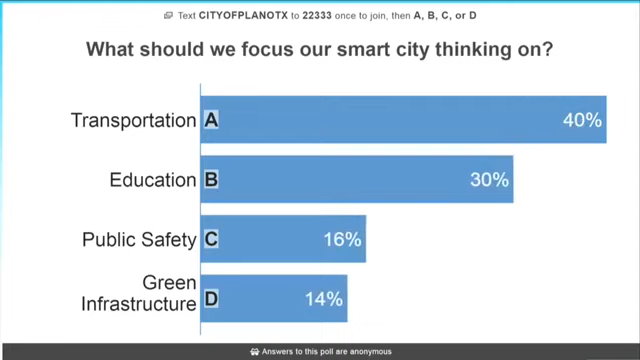 Text CITYOFPLANOTX to 22333 once to join, then A, B, C, or D
What should we focus our smart city thinking on?
Transportation A 40%
Education B 30%
Public Safety C 16%
Green
Infrastructure D 14%
Answers to this poll are anonymous